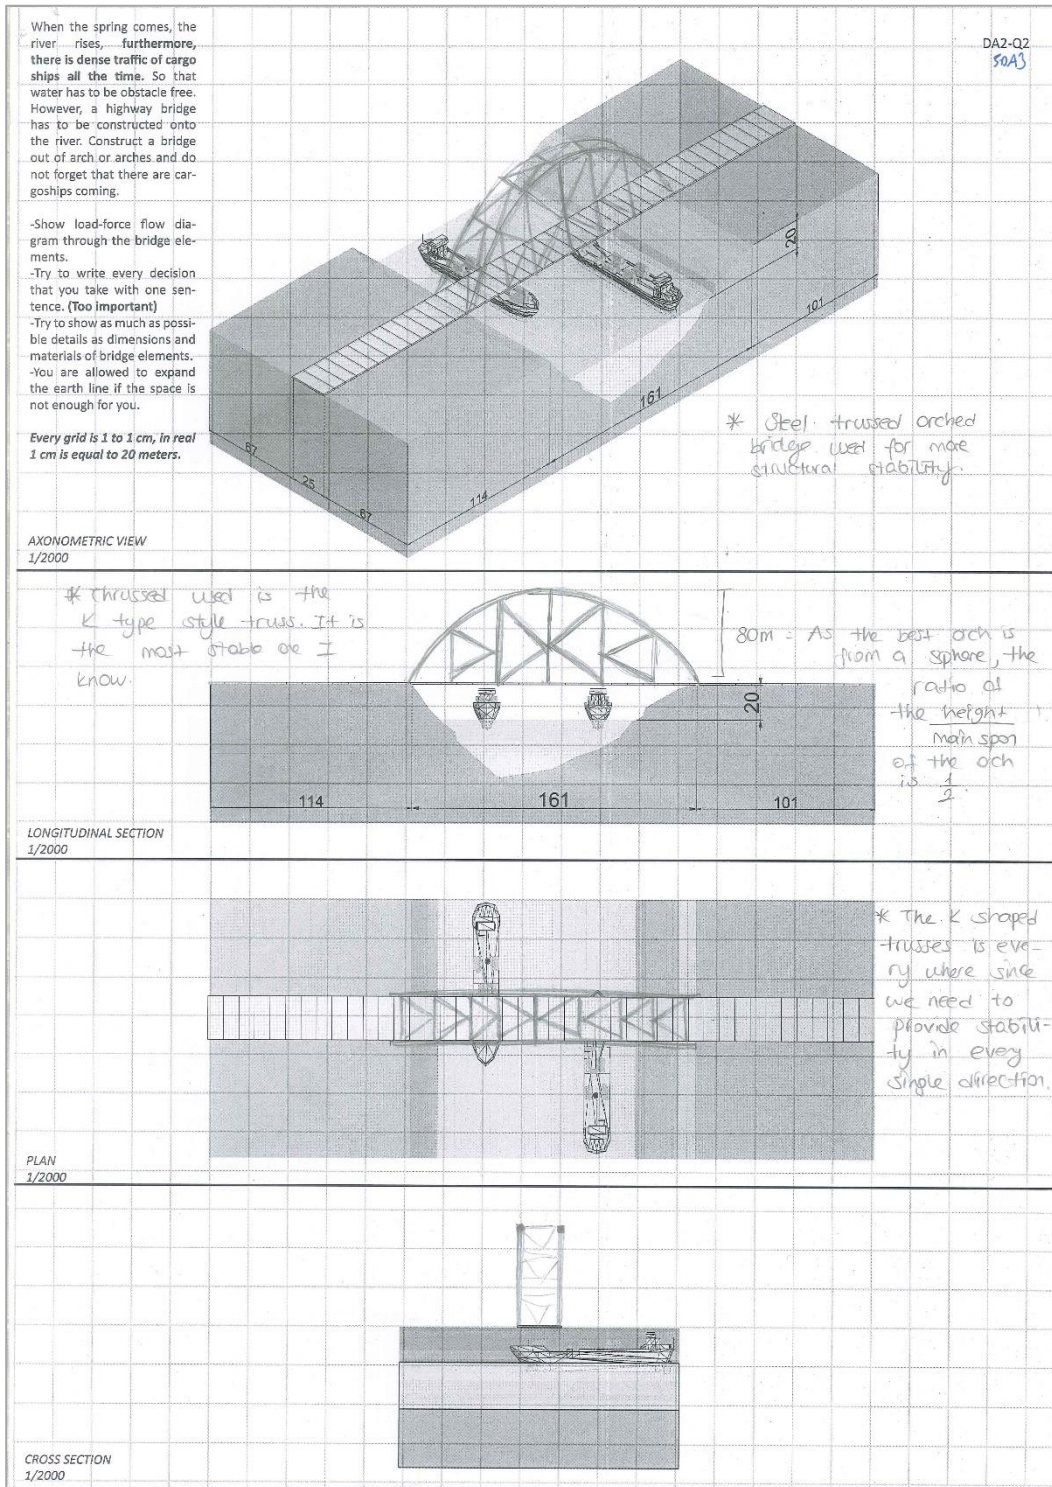 When the spring comes, the
river rises, furthermore,
there is dense traffic of cargo
ships all the time. So that
water has to be obstacle free.
However, a highway bridge
has to be constructed onto
the river. Construct a bridge
out of arch or arches and do
not forget that there are car-
goships coming.
-Show load-force flow dia-
gram through the bridge ele-
ments.
-Try to write every decision
that you take with one sen-
tence. (Too important)
-Try to show as much as possi-
ble details as dimensions and
materials of bridge elements.
-You are allowed to expand
the earth line if the space is
not enough for you.
Every grid is 1 to 1 cm, in real
1 cm is equal to 20 meters.
DA2-Q2
50A3
20
101
161
114
67
25
67
* Steel trussed arched
bridge used for more
structural stability.
AXONOMETRIC VIEW
1/2000
* Thrussed used is the
K type style truss. It is
the most stable one I
know.
80m = As the best arch is
from a sphere, the
ratio of
the height
main span
of the arch
is 1
2
20
114
161
101
LONGITUDINAL SECTION
1/2000
* The K shaped
trusses is eve-
ry where since
we need to
provide stabili-
ty in every
single direction.
PLAN
1/2000
CROSS SECTION
1/2000